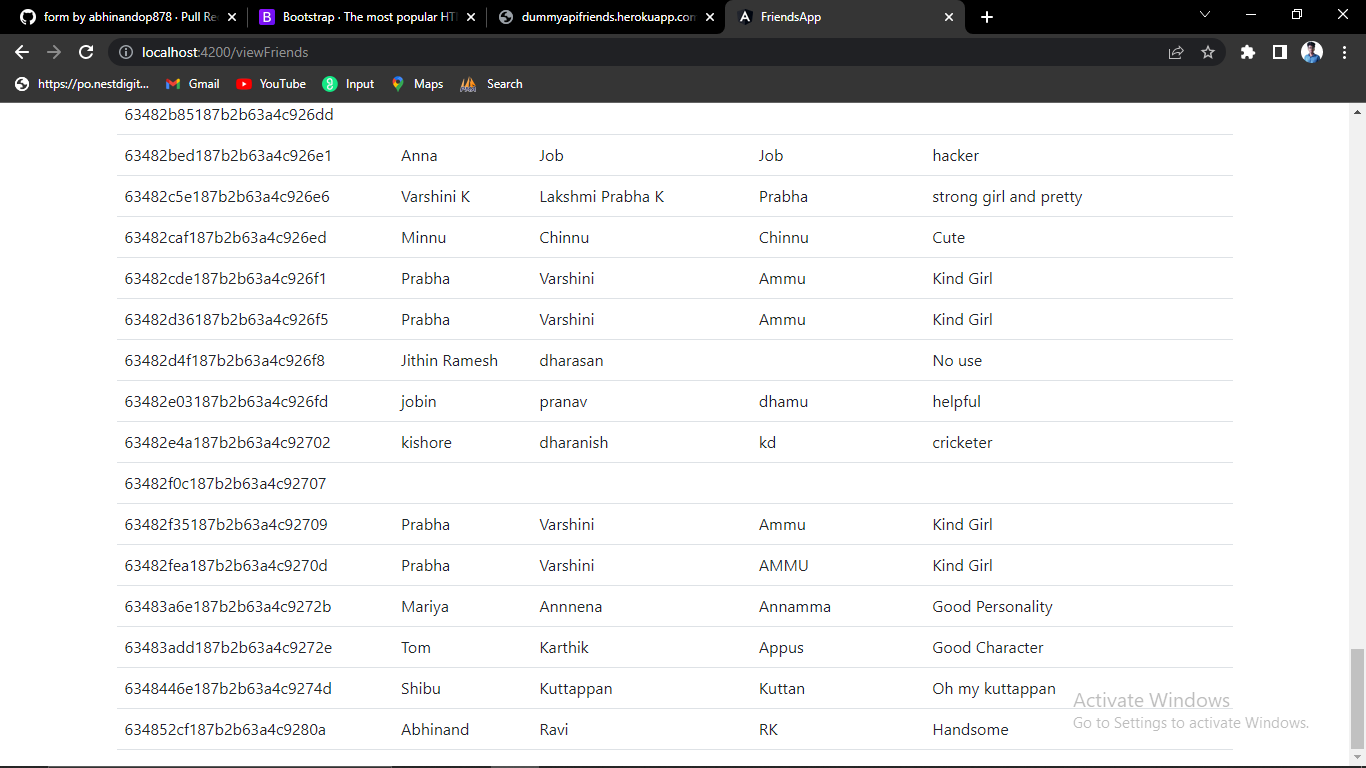 form by abhinandop878 · Pull Re
Bootstrap · The most popular HT
dummyapifriends.herokuapp.com
FriendsApp
localhost:4200/viewFriends
https://po.nestdigit... Gmail YouTube Input Maps Search
63482b85187b2b63a4c926dd
63482bed187b2b63a4c926e1 Anna Job Job hacker
63482c5e187b2b63a4c926e6 Varshini K Lakshmi Prabha K Prabha strong girl and pretty
63482caf187b2b63a4c926ed Minnu Chinnu Chinnu Cute
63482cde187b2b63a4c926f1 Prabha Varshini Ammu Kind Girl
63482d36187b2b63a4c926f5 Prabha Varshini Ammu Kind Girl
63482d4f187b2b63a4c926f8 Jithin Ramesh dharasan No use
63482e03187b2b63a4c926fd jobin pranav dhamu helpful
63482e4a187b2b63a4c92702 kishore dharanish kd cricketer
63482f0c187b2b63a4c92707
63482f35187b2b63a4c92709 Prabha Varshini Ammu Kind Girl
63482fea187b2b63a4c9270d Prabha Varshini AMMU Kind Girl
63483a6e187b2b63a4c9272b Mariya Annnena Annamma Good Personality
63483add187b2b63a4c9272e Tom Karthik Appus Good Character
6348446e187b2b63a4c9274d Shibu Kuttappan Kuttan Oh my kuttappan
634852cf187b2b63a4c9280a Abhinand Ravi RK Handsome
Activate Windows
Go to Settings to activate Windows.